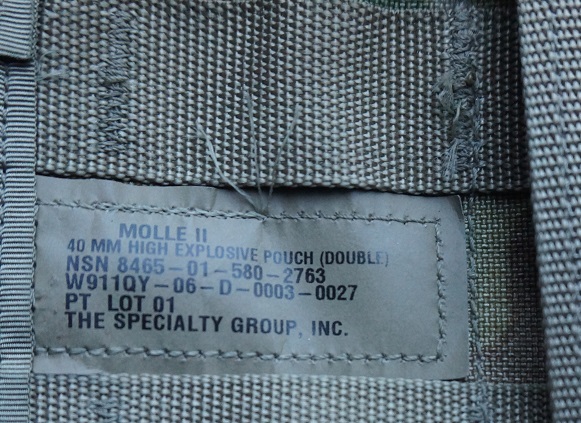 MOLLE II
40 MM HIGH EXPLOSIVE POUCH (DOUBLE)
NSN 8465-01-580-2763
W911QY-06-D-0003-0027
PT LOT 01
THE SPECIALTY GROUP, INC.